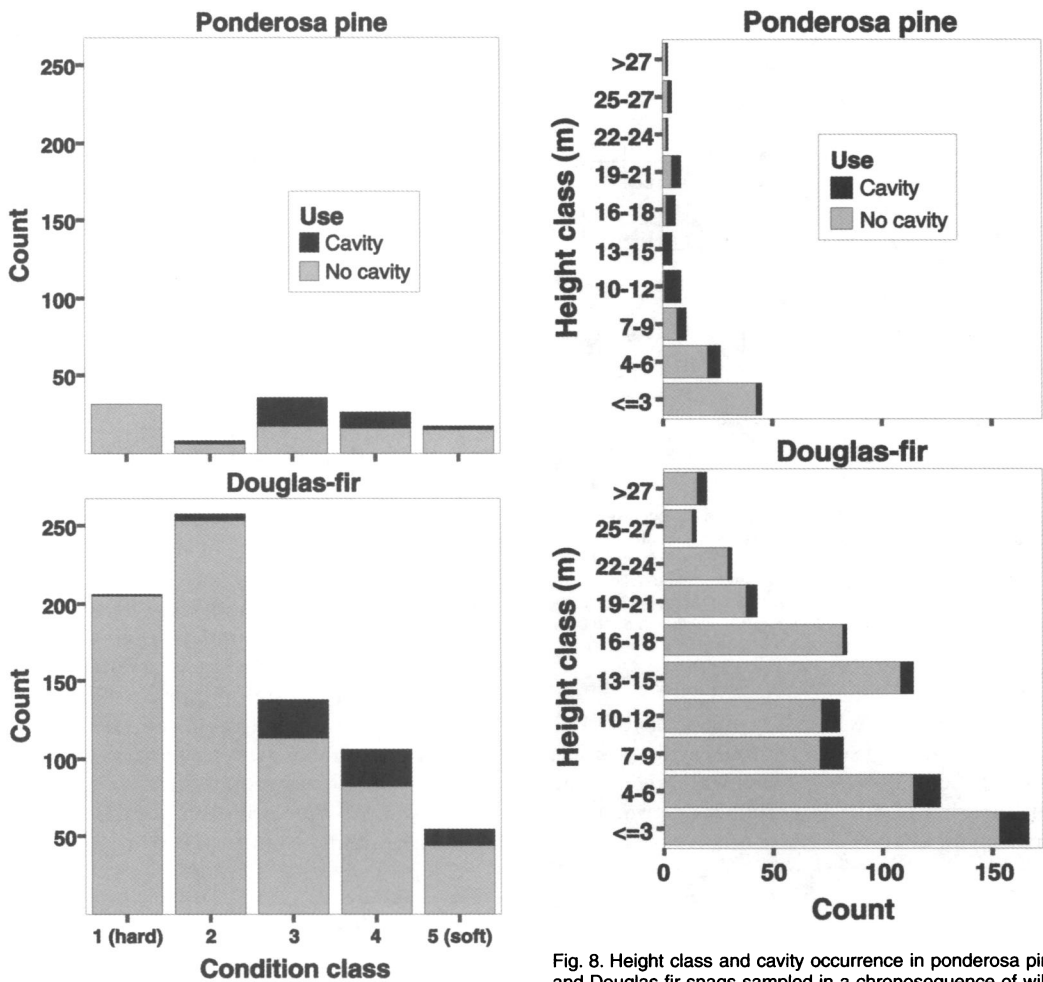 Ponderosa pine
250
200
150
100
50
Count
Use
Cavity
No cavity
Douglas-fir
250
200
150
100
50
Count
1 (hard)
2
3
4
5 (soft)
Condition class
Ponderosa pine
>27
25-27
22-24
19-21
16-18
13-15
10-12
7-9
4-6
<=3
Height class (m)
Use
Cavity
No cavity
Douglas-fir
>27
25-27
22-24
19-21
16-18
13-15
10-12
7-9
4-6
<=3
Height class (m)
0
50
100
150
Count
Fig. 8. Height class and cavity occurrence in ponderosa
and Douglas-fir snags sampled in a chronosequence of